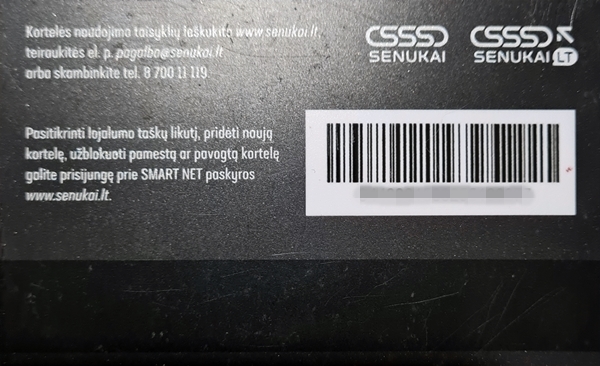 Kortelės naudojimo taisyklių ieškokite www.senukai.lt,
teiraukitės el. p. pagalba@senukai.lt
arba skambinkite tel. 8 700 11 119.
SENUKAI
SENUKAI.LT
Pasitikrinti lojalumo taškų likutį, pridėti naują
kortelę, užblokuoti pamestą ar pavogtą kortelę
galite prisijungę prie SMART NET paskyros
www.senukai.lt.